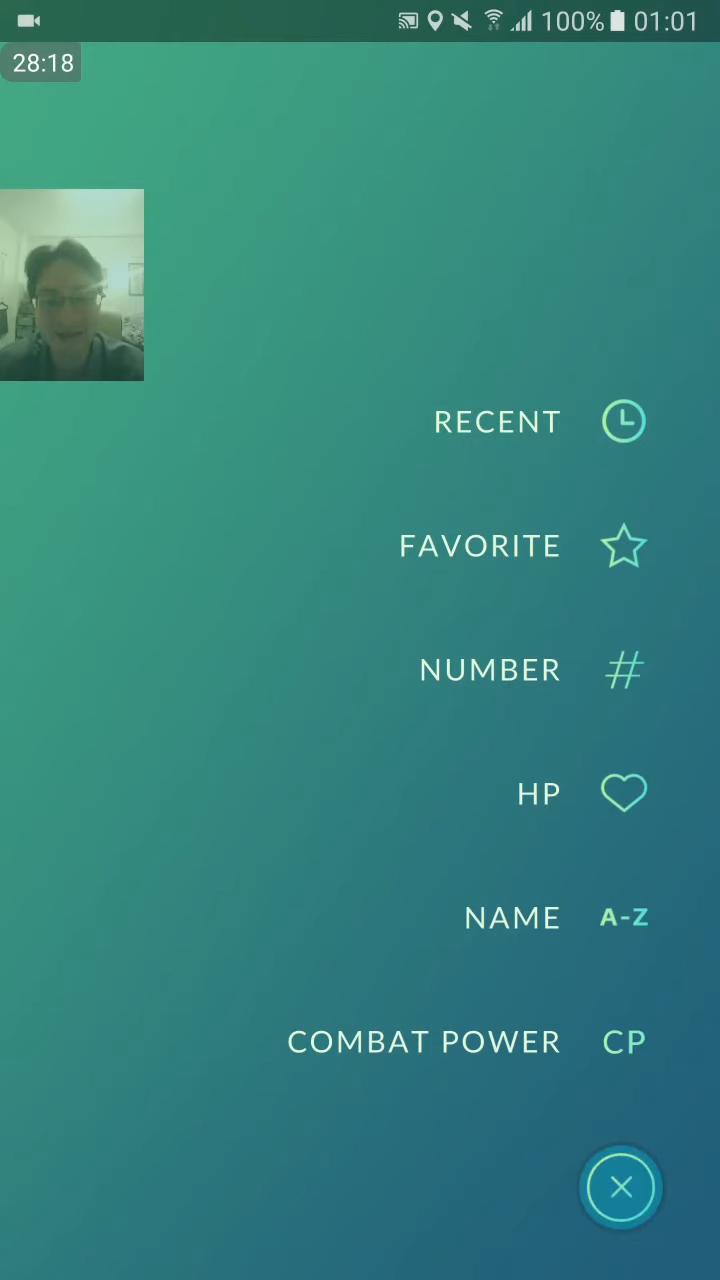 100% 01:01
28:18
RECENT
FAVORITE
NUMBER #
HP
NAME A-Z
COMBAT POWER CP